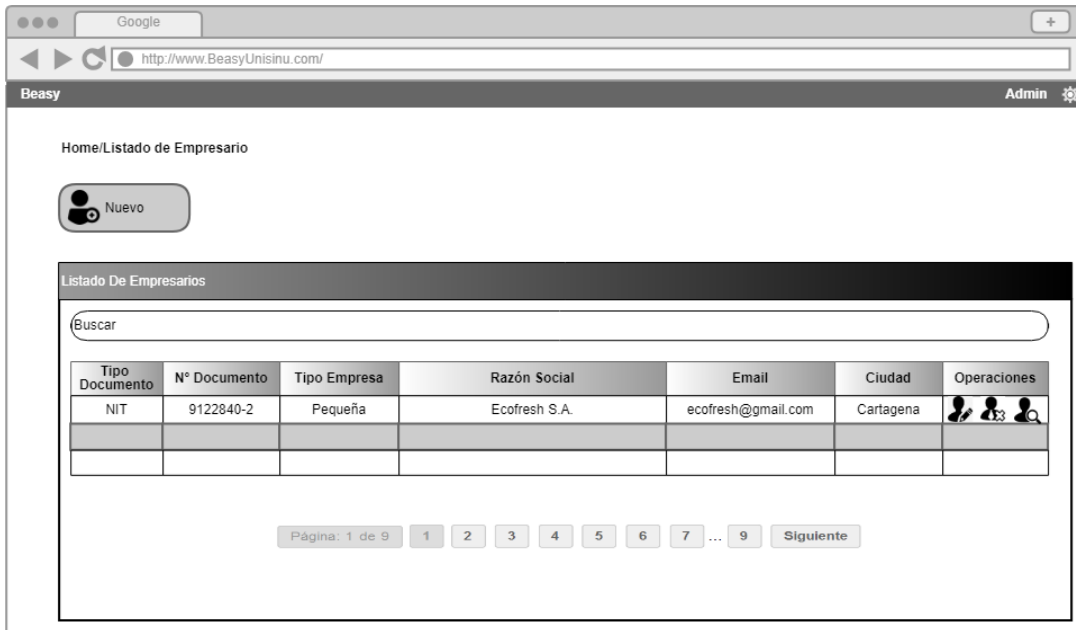 Google
+
http://www.BeasyUnisinu.com/
Beasy Admin
Home/Listado de Empresario
Nuevo
Listado De Empresarios
Buscar
Tipo Documento N° Documento Tipo Empresa Razón Social Email Ciudad Operaciones
NIT 9122840-2 Pequeña Ecofresh S.A. ecofresh@gmail.com Cartagena
Página: 1 de 9 1 2 3 4 5 6 7 ... 9 Siguiente